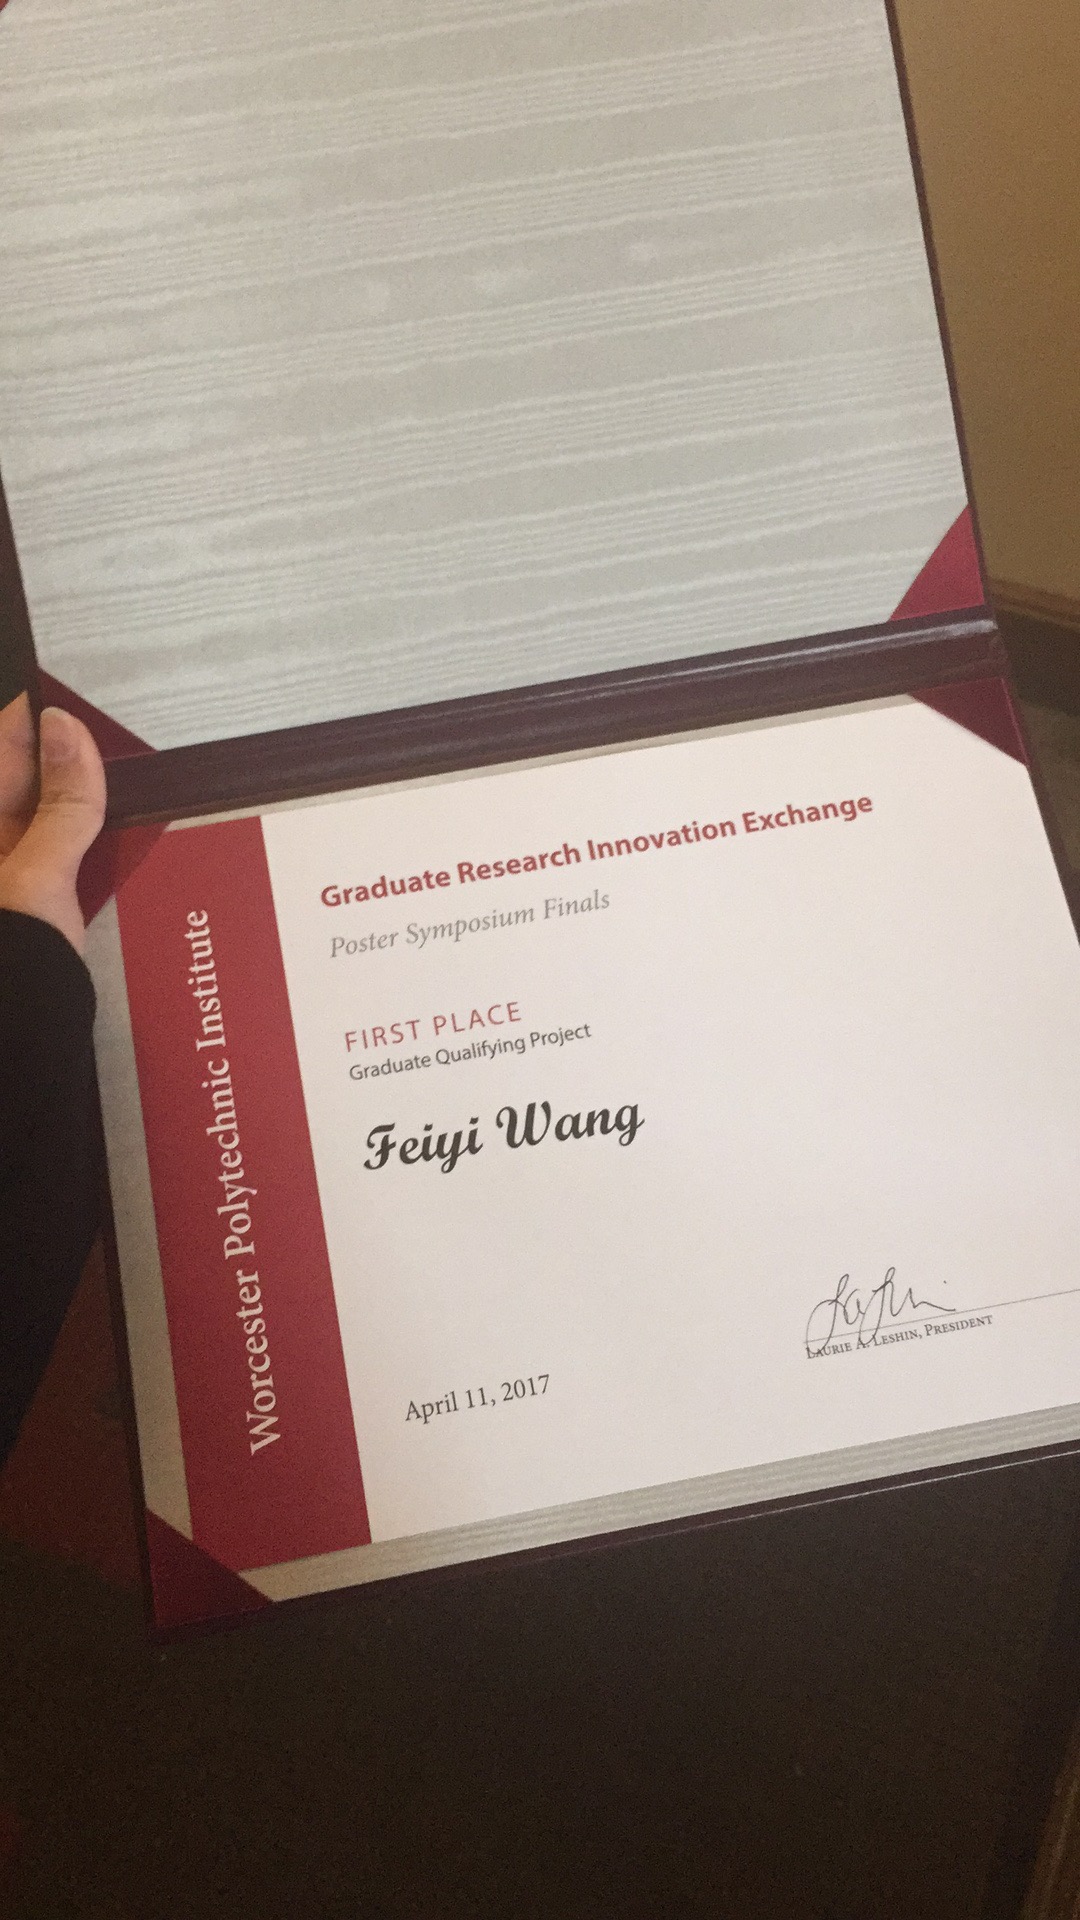 Worcester Polytechnic Institute
Graduate Research Innovation Exchange
Poster Symposium Finals
FIRST PLACE
Graduate Qualifying Project
Feiyi Wang
LAURIE A. LESHIN, PRESIDENT
April 11, 2017